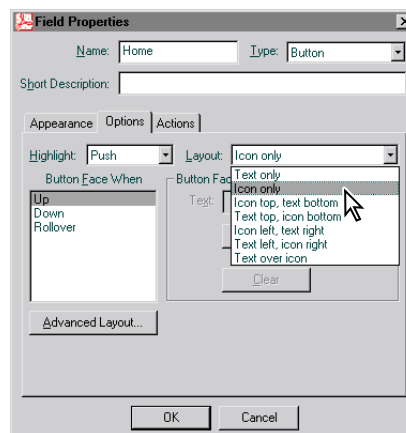 Field Properties
Name: Home Type: Button
Short Description:
Appearance Options Actions
Highlight: Push Layout: Icon only
Button Face When
Up
Down
Rollover
Text:
Text only
Icon only
Icon top, text bottom
Text top, icon bottom
Icon left, text right
Text left, icon right
Text over icon
Clear
Advanced Layout...
OK Cancel